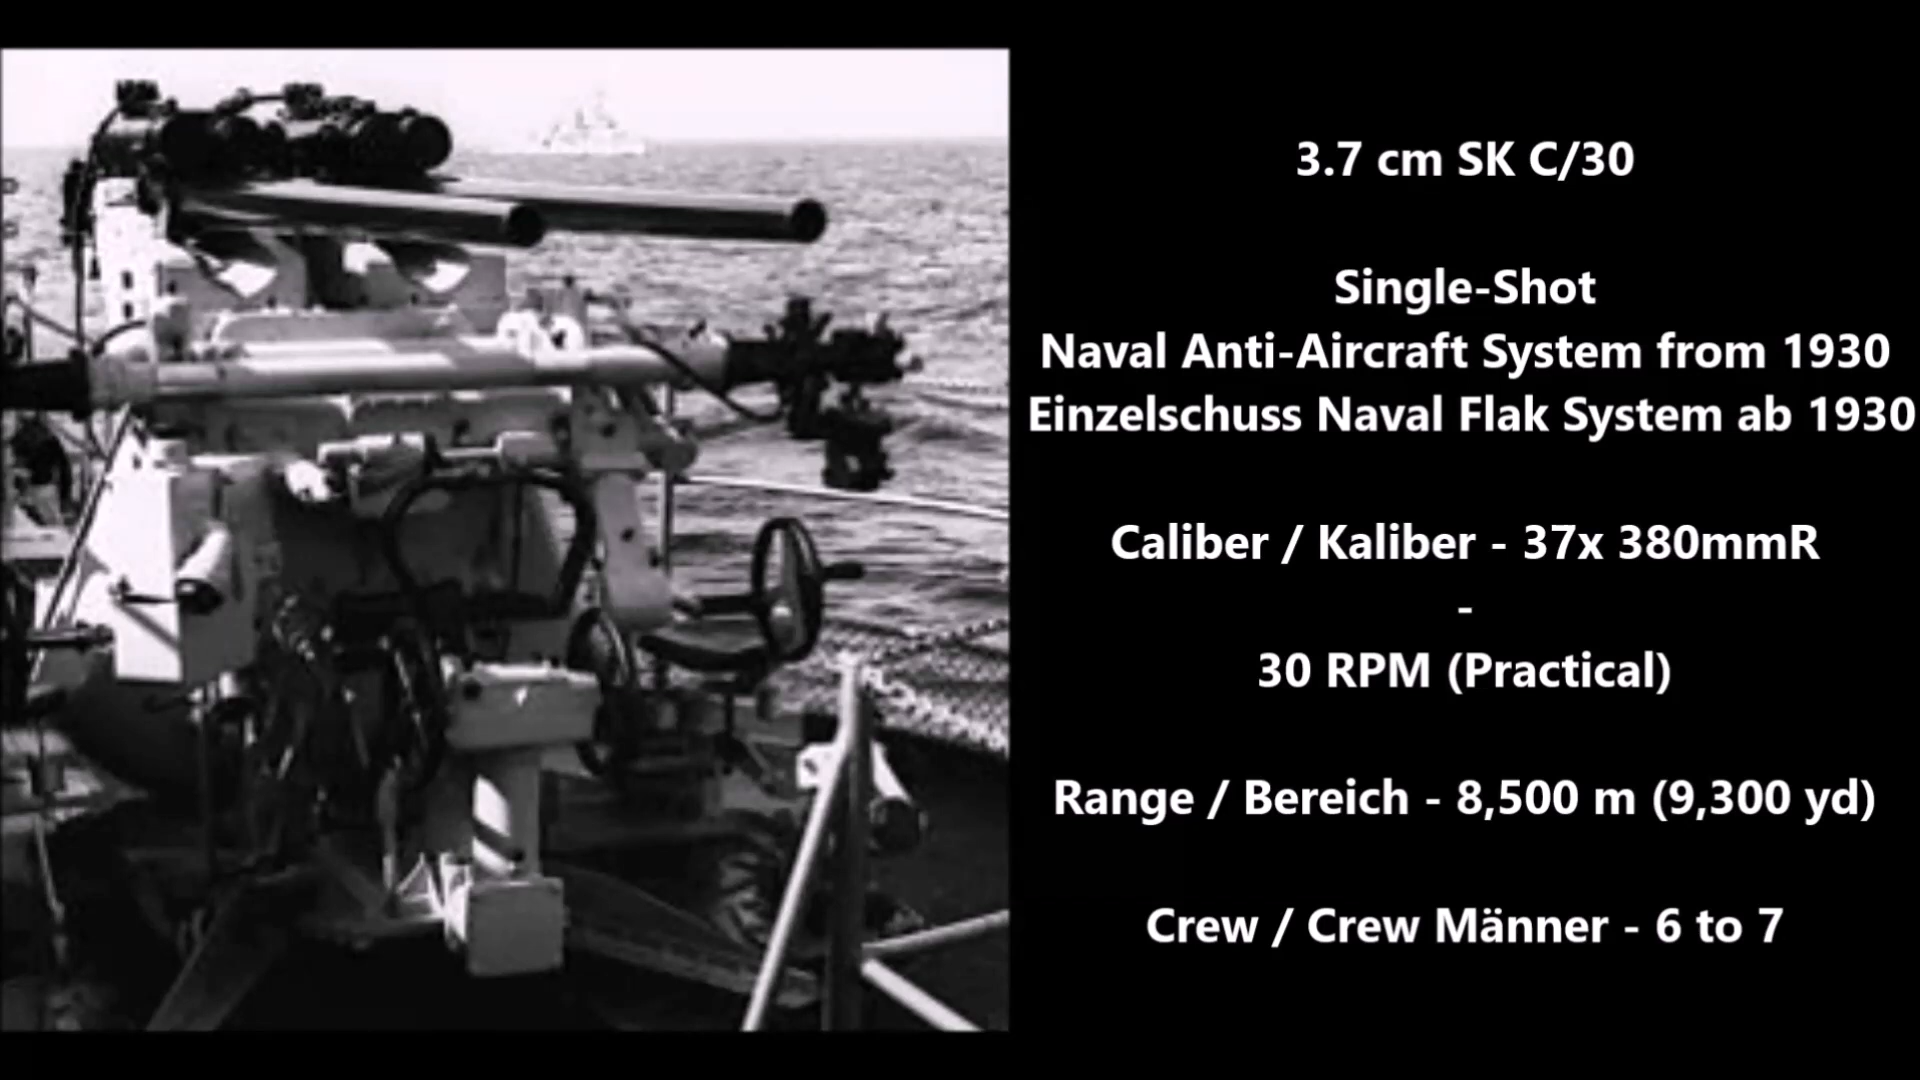 3.7 cm SK C/30
Single-Shot
Naval Anti-Aircraft System from 1930
Einzelschuss Naval Flak System ab 1930
Caliber / Kaliber - 37x 380mmR
-
30 RPM (Practical)
Range / Bereich - 8,500 m (9,300 yd)
Crew / Crew Männer - 6 to 7